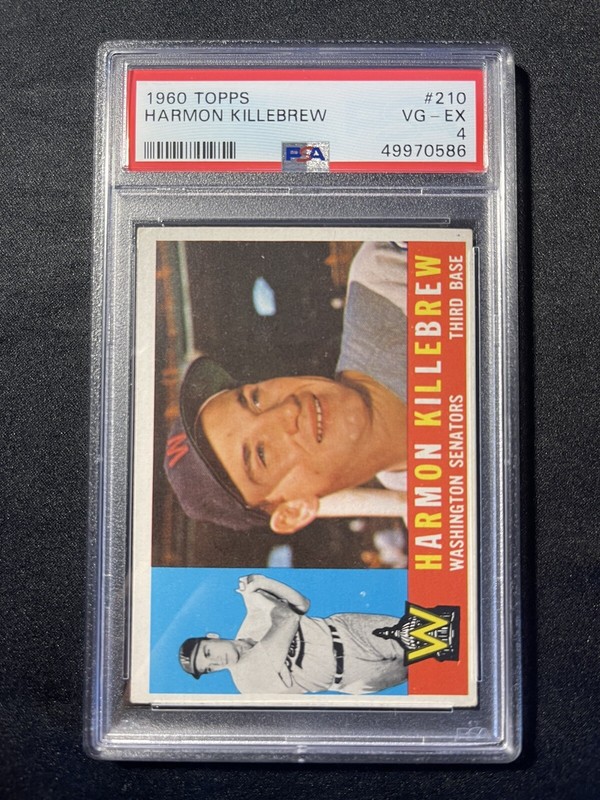 1960 TOPPS
HARMON KILLEBREW
#210
VG-EX
4
49970586
PSA
HARMON KILLEBREW
WASHINGTON SENATORS THIRD BASE
W
W